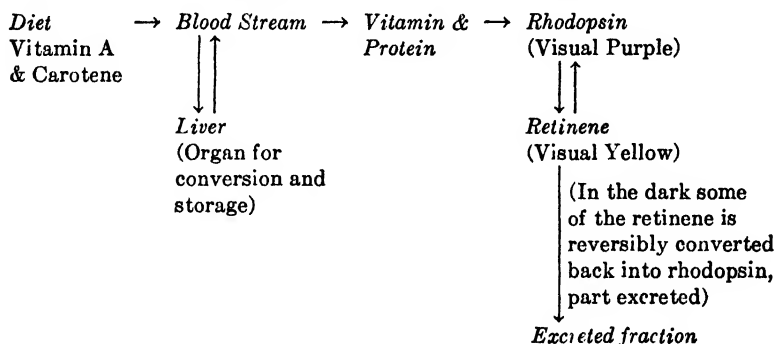 Diet → Blood Stream → Vitamin & → Rhodopsin
Vitamin A Protein (Visual Purple)
& Carotene
Liver Retinene
(Organ for (Visual Yellow)
conversion and
storage)
(In the dark some
of the retinene is
reversibly converted
back into rhodopsin,
part excreted)
Excreted fraction